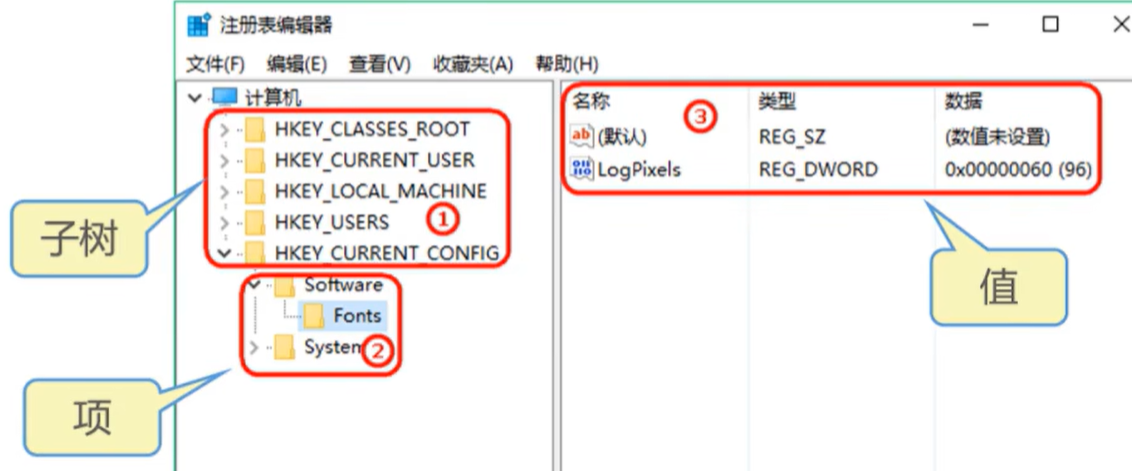 注册表编辑器
文件(F) 编辑(E) 查看(V) 收藏夹(A) 帮助(H)
计算机
HKEY_CLASSES_ROOT
HKEY_CURRENT_USER
HKEY_LOCAL_MACHINE
HKEY_USERS ①
HKEY_CURRENT_CONFIG
Software
Fonts
System ②
子树
项
名称 ③ 类型 数据
ab (默认) REG_SZ (数值未设置)
LogPixels REG_DWORD 0x00000060 (96)
值